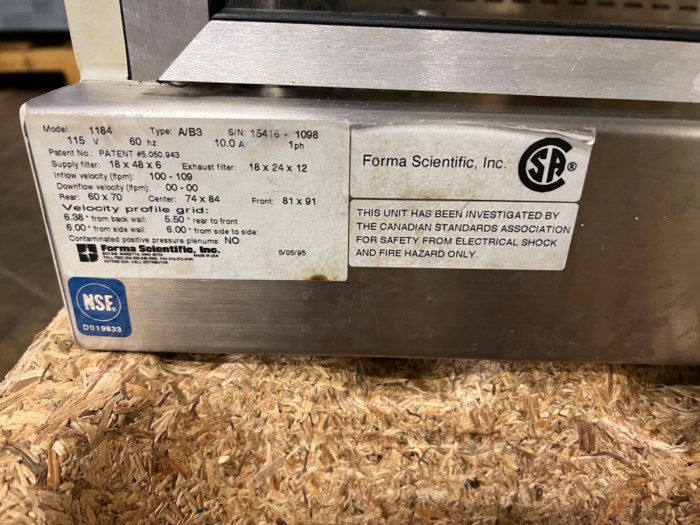 Model: 1184 Type: A/B3 S/N: 15416 - 1098
115 V 60 hz 10.0 A 1ph
Patent No.: PATENT #5,050,943
Supply filter: 18 x 48 x 6 Exhaust filter: 18 x 24 x 12
Inflow velocity (fpm): 100 - 109
Downflow velocity (fpm): 00 - 00
Rear: 60 x 70 Center: 74 x 84 Front: 81 x 91
Velocity profile grid:
6.38 " from back wall: 5.50 " rear to front
6.00 " from side wall: 6.00 " from side to side:
Contaminated positive pressure plenums: NO
Forma Scientific, Inc.
MADE IN USA
5/05/95
OUTSIDE USA - CALL DISTRIBUTOR
NSF®
D019833
Forma Scientific, Inc.
SA ®
THIS UNIT HAS BEEN INVESTIGATED BY
THE CANADIAN STANDARDS ASSOCIATION
FOR SAFETY FROM ELECTRICAL SHOCK
AND FIRE HAZARD ONLY.